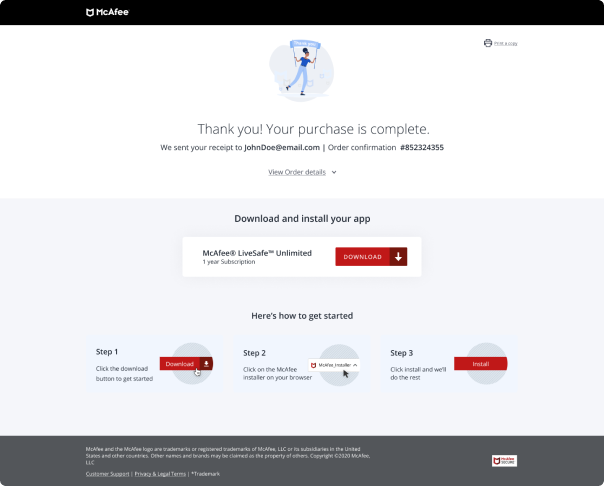 McAfee
Print a copy
Thank you! Your purchase is complete.
We sent your receipt to JohnDoe@email.com | Order confirmation #852324355
View Order details
Download and install your app
McAfee® LiveSafe™ Unlimited
1 year Subscription
DOWNLOAD
Here's how to get started
Step 1
Click the download
button to get started
Download
Step 2
Click on the McAfee
installer on your browser
McAfee_Installer
Step 3
Click install and we'll
do the rest
Install
McAfee and the McAfee logo are trademarks or registered trademarks of McAfee, LLC or its subsidiaries in the United
States and other countries. Other names and brands may be claimed as the property of others. Copyright ©2020 McAfee,
LLC
Customer Support | Privacy & Legal Terms | *Trademark
McAfee
SECURE